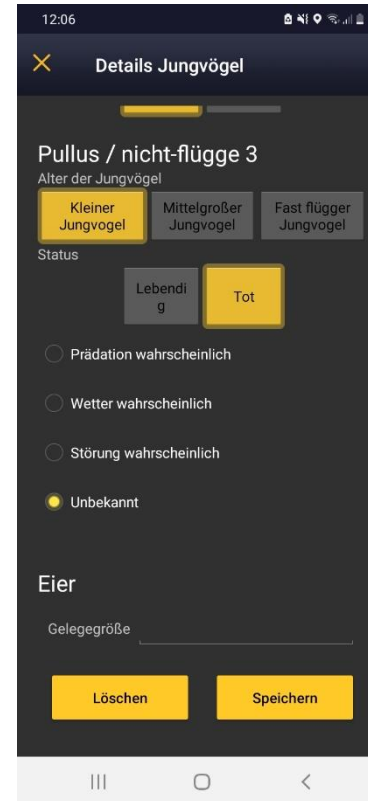 12:06
Details Jungvögel
Pullus / nicht-flügge 3
Alter der Jungvögel
Kleiner
Jungvogel
Mittelgroßer
Jungvogel
Fast flügger
Jungvogel
Status
Lebendi
g
Tot
Prädation wahrscheinlich
Wetter wahrscheinlich
Störung wahrscheinlich
Unbekannt
Eier
Gelegegröße
Löschen
Speichern